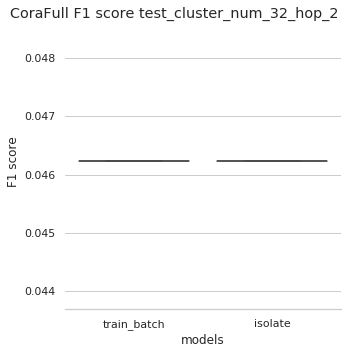 CoraFull F1 score test_cluster_num_32_hop_2
0.048
0.047
0.046
0.045
0.044
F1 score
train_batch
isolate
models